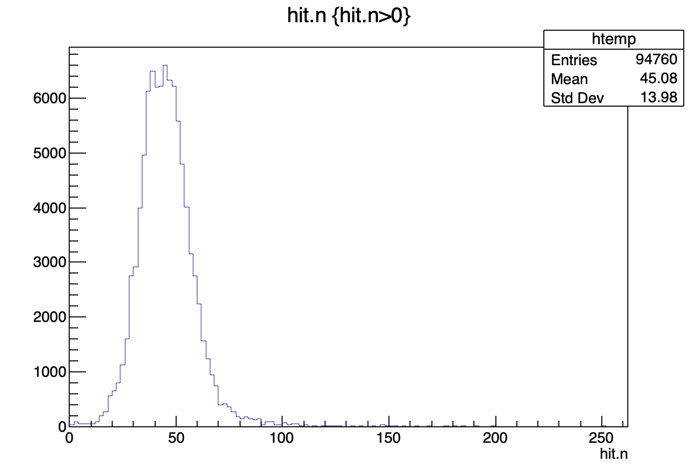 hit.n {hit.n>0}
htemp
Entries 94760
Mean 45.08
Std Dev 13.98
6000
5000
4000
3000
2000
1000
0
0 50 100 150 200 250
hit.n